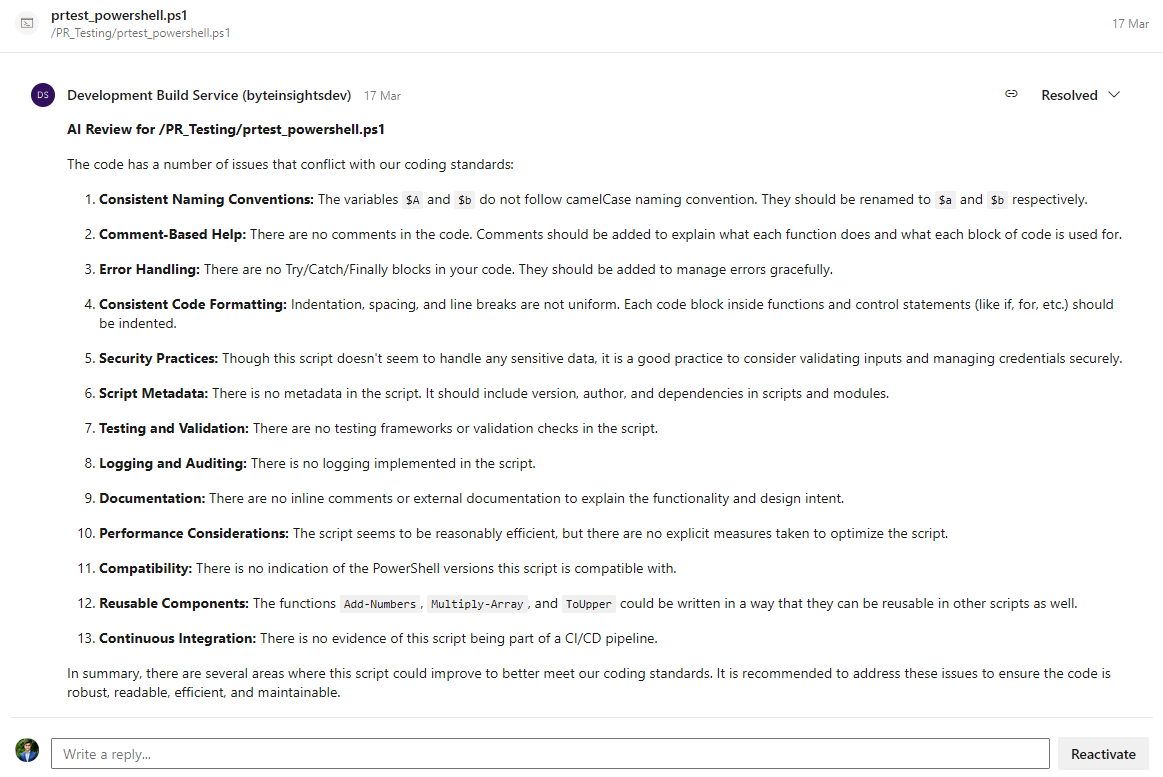 prtest_powershell.ps1
/PR_Testing/prtest_powershell.ps1
17 Mar
DS
Development Build Service (byteinsightsdev) 17 Mar
Resolved
AI Review for /PR_Testing/prtest_powershell.ps1
The code has a number of issues that conflict with our coding standards:
1. Consistent Naming Conventions: The variables $A and $b do not follow camelCase naming convention. They should be renamed to $a and $b respectively.
2. Comment-Based Help: There are no comments in the code. Comments should be added to explain what each function does and what each block of code is used for.
3. Error Handling: There are no Try/Catch/Finally blocks in your code. They should be added to manage errors gracefully.
4. Consistent Code Formatting: Indentation, spacing, and line breaks are not uniform. Each code block inside functions and control statements (like if, for, etc.) should
be indented.
5. Security Practices: Though this script doesn't seem to handle any sensitive data, it is a good practice to consider validating inputs and managing credentials securely.
6. Script Metadata: There is no metadata in the script. It should include version, author, and dependencies in scripts and modules.
7. Testing and Validation: There are no testing frameworks or validation checks in the script.
8. Logging and Auditing: There is no logging implemented in the script.
9. Documentation: There are no inline comments or external documentation to explain the functionality and design intent.
10. Performance Considerations: The script seems to be reasonably efficient, but there are no explicit measures taken to optimize the script.
11. Compatibility: There is no indication of the PowerShell versions this script is compatible with.
12. Reusable Components: The functions Add-Numbers, Multiply-Array, and ToUpper could be written in a way that they can be reusable in other scripts as well.
13. Continuous Integration: There is no evidence of this script being part of a CI/CD pipeline.
In summary, there are several areas where this script could improve to better meet our coding standards. It is recommended to address these issues to ensure the code is
robust, readable, efficient, and maintainable.
Write a reply...
Reactivate